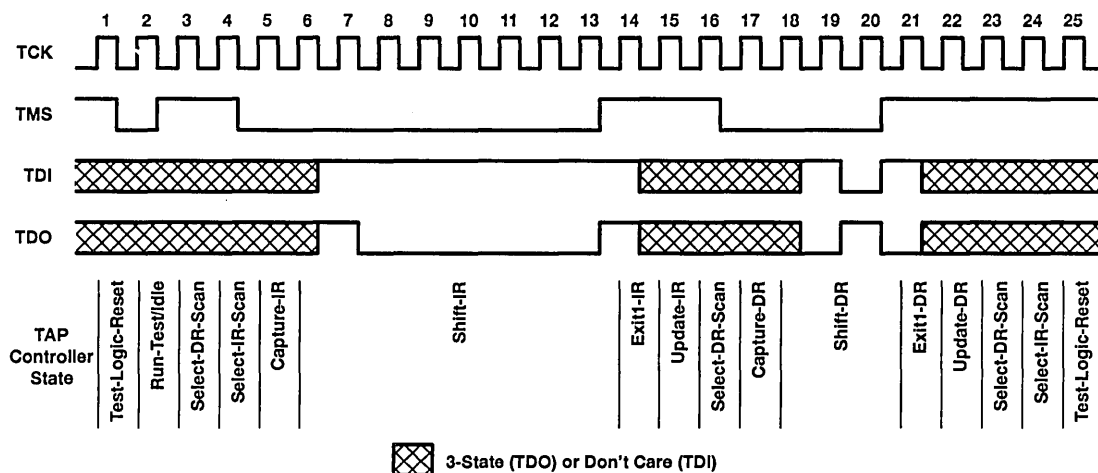 1 2 3 4 5 6 7 8 9 10 11 12 13 14 15 16 17 18 19 20 21 22 23 24 25
TCK
TMS
TDI
TDO
TAP
Controller
State
Test-Logic-Reset
Run-Test/Idle
Select-DR-Scan
Select-IR-Scan
Capture-IR
Shift-IR
Exit1-IR
Update-IR
Select-DR-Scan
Capture-DR
Shift-DR
Exit1-DR
Update-DR
Select-DR-Scan
Select-IR-Scan
Test-Logic-Reset
3-State (TDO) or Don't Care (TDI)